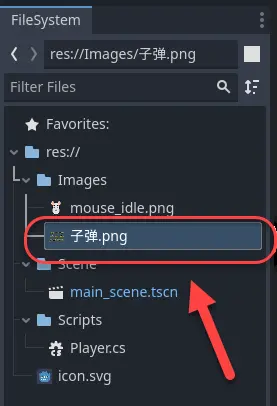 FileSystem
res://Images/子弹.png
Filter Files
Favorites:
res://
Images
mouse_idle.png
子弹.png
Scene
main_scene.tscn
Scripts
Player.cs
icon.svg